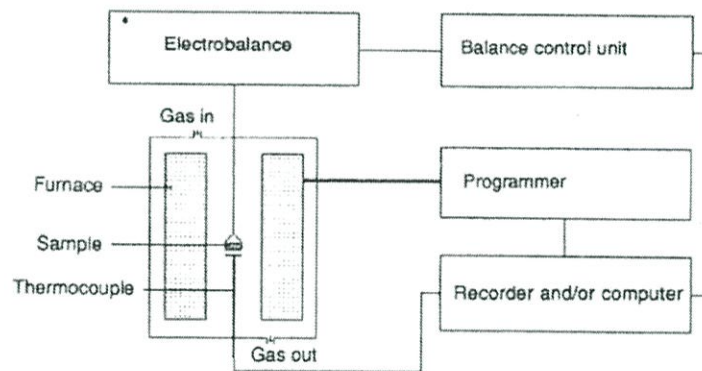 Electrobalance
Balance control unit
Gas in
Furnace
Programmer
Sample
Thermocouple
Recorder and/or computer
Gas out